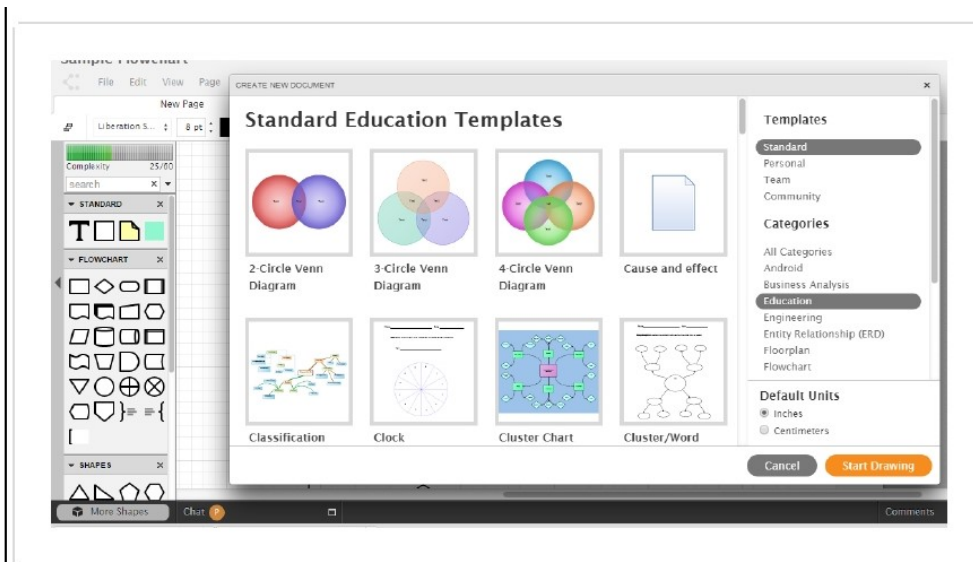 Sample Flowchart
File Edit View Page
New Page
Liberation S... 8 pt
Complexity 25/60
search
STANDARD
T
FLOWCHART
SHAPES
More Shapes
Chat P
Comments
CREATE NEW DOCUMENT
Standard Education Templates
2-Circle Venn
Diagram
3-Circle Venn
Diagram
4-Circle Venn
Diagram
Cause and effect
Classification
Clock
Cluster Chart
Cluster/Word
Templates
Standard
Personal
Team
Community
Categories
All Categories
Android
Business Analysis
Education
Engineering
Entity Relationship (ERD)
Floorplan
Flowchart
Default Units
Inches
Centimeters
Cancel
Start Drawing